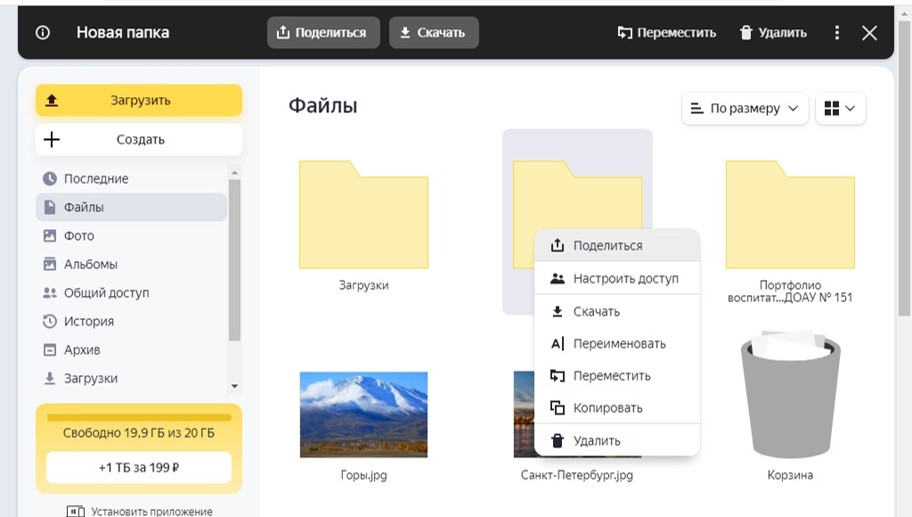 Новая папка
Поделиться
Скачать
Переместить
Удалить
Загрузить
Создать
Последние
Файлы
Фото
Альбомы
Общий доступ
История
Архив
Загрузки
Свободно 19,9 ГБ из 20 ГБ
+1 ТБ за 199 ₽
Установить приложение
Файлы
По размеру
Загрузки
Поделиться
Настроить доступ
Скачать
Переименовать
Переместить
Копировать
Удалить
Портфолио
воспитат...ДОАУ № 151
Горы.jpg
Санкт-Петербург.jpg
Корзина